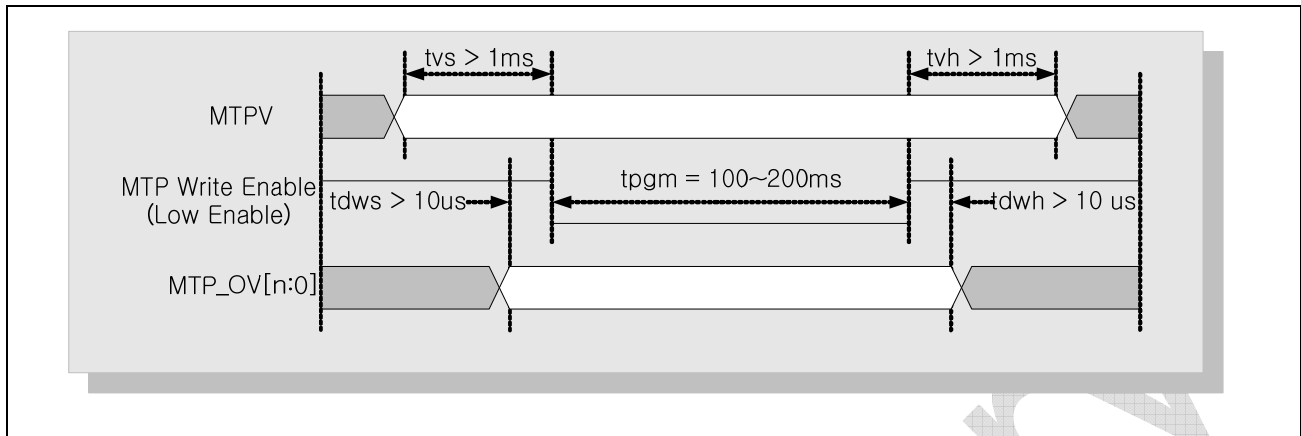 tvs > 1ms
tvh > 1ms
MTPV
MTP Write Enable
(Low Enable)
tpgm = 100~200ms
tdws > 10us
tdwh > 10 us
MTP_OV[n:0]